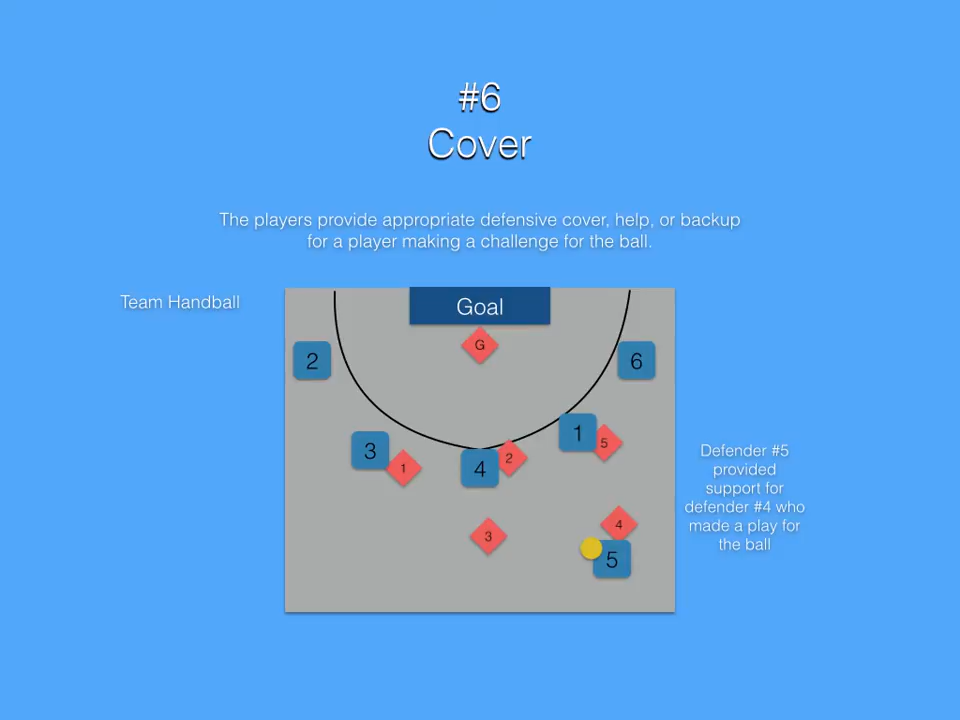 #6
Cover
The players provide appropriate defensive cover, help, or backup
for a player making a challenge for the ball.
Team Handball
Goal
G
2
6
1
5
3
1
4
2
3
4
5
Defender #5
provided
support for
defender #4 who
made a play for
the ball